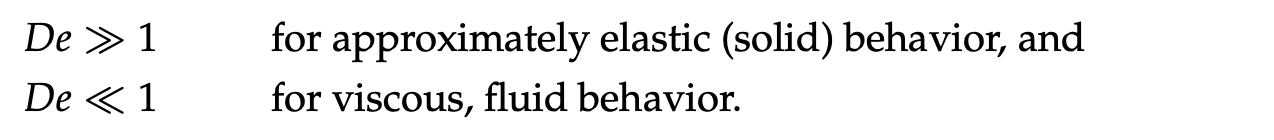 De ≫ 1 for approximately elastic (solid) behavior, and
De ≪ 1 for viscous, fluid behavior.